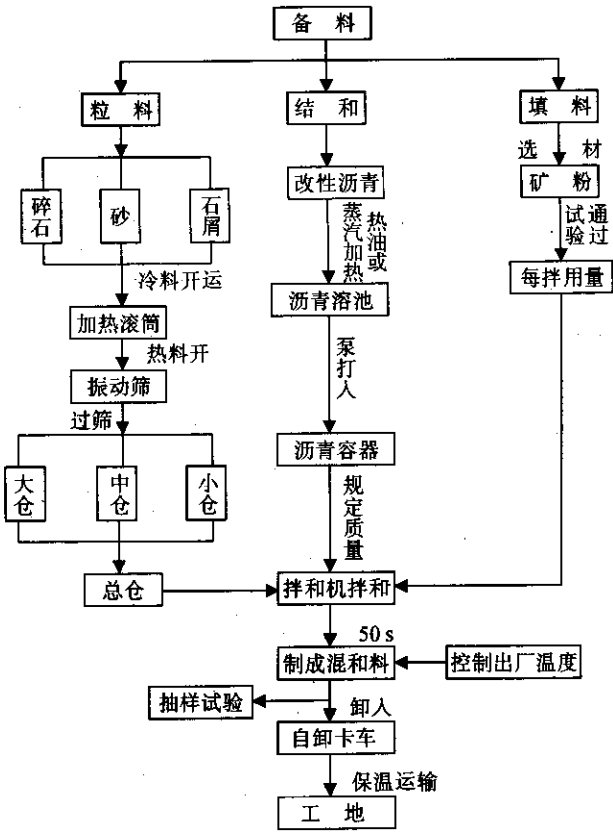 备 料
粒 料
结 和
填 料
选 材
碎石
砂
石屑
改性沥青
矿 粉
蒸汽加热
热油或
试验
通过
冷料开运
沥青溶池
每拌用量
加热滚筒
热料开
泵打入
振动筛
过筛
沥青容器
大仓
中仓
小仓
规定质量
总仓
拌和机拌和
50 s
制成混和料
控制出厂温度
抽样试验
卸入
自卸卡车
保温运输
工 地